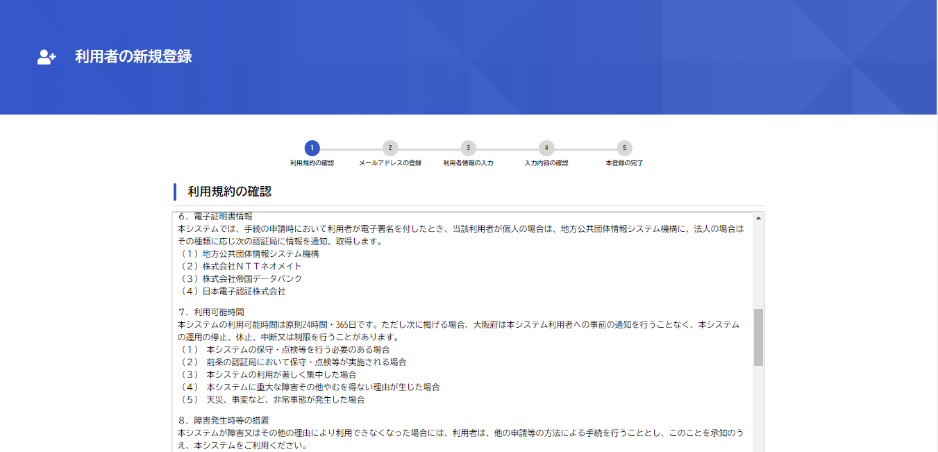 利用者の新規登録
1 2 3 4 5
利用規約の確認 メールアドレスの登録 利用者情報の入力 入力内容の確認 本登録の完了
利用規約の確認
６．電子証明書情報
本システムでは、手続の申請時において利用者が電子署名を付したとき、当該利用者が個人の場合は、地方公共団体情報システム機構に、法人の場合は
その種類に応じ次の認証局に情報を通知、取得します。
（１）地方公共団体情報システム機構
（２）株式会社ＮＴＴネオメイト
（３）株式会社帝国データバンク
（４）日本電子認証株式会社
７．利用可能時間
本システムの利用可能時間は原則24時間・365日です。ただし次に掲げる場合、大阪府は本システム利用者への事前の通知を行うことなく、本システム
の運用の停止、休止、中断又は制限を行うことがあります。
（１） 本システムの保守・点検等を行う必要のある場合
（２） 前条の認証局において保守・点検等が実施される場合
（３） 本システムの利用が著しく集中した場合
（４） 本システムに重大な障害その他やむを得ない理由が生じた場合
（５） 天災、事変など、非常事態が発生した場合
８．障害発生時等の措置
本システムが障害又はその他の理由により利用できなくなった場合には、利用者は、他の申請等の方法による手続を行うこととし、このことを承知のう
え、本システムをご利用ください。